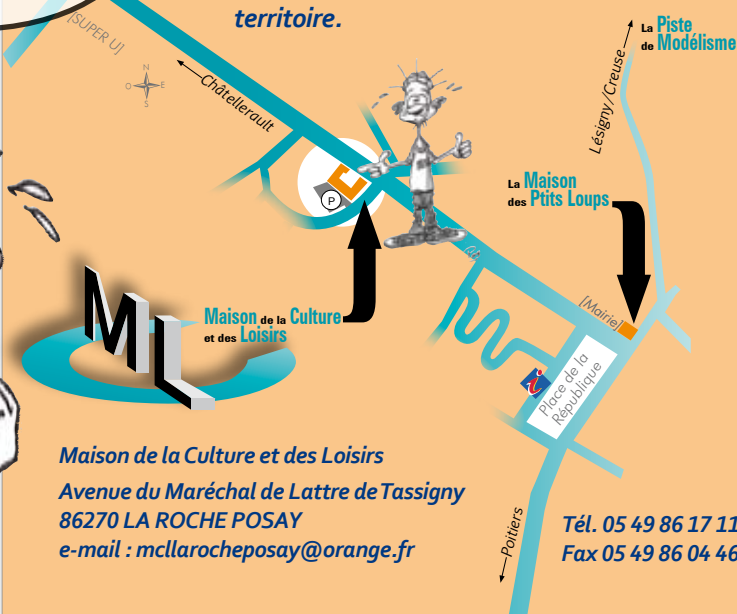 territoire.
[SUPER U]
N
O E
S
Châtellerault
La Piste
de Modélisme
Lésigny/Creuse
P
La Maison
des Ptits Loups
[Mairie]
Maison de la Culture
et des Loisirs
i
Place de la
République
Maison de la Culture et des Loisirs
Avenue du Maréchal de Lattre de Tassigny
86270 LA ROCHE POSAY
e-mail : mcllarocheposay@orange.fr
Poitiers
Tél. 05 49 86 17 11
Fax 05 49 86 04 46